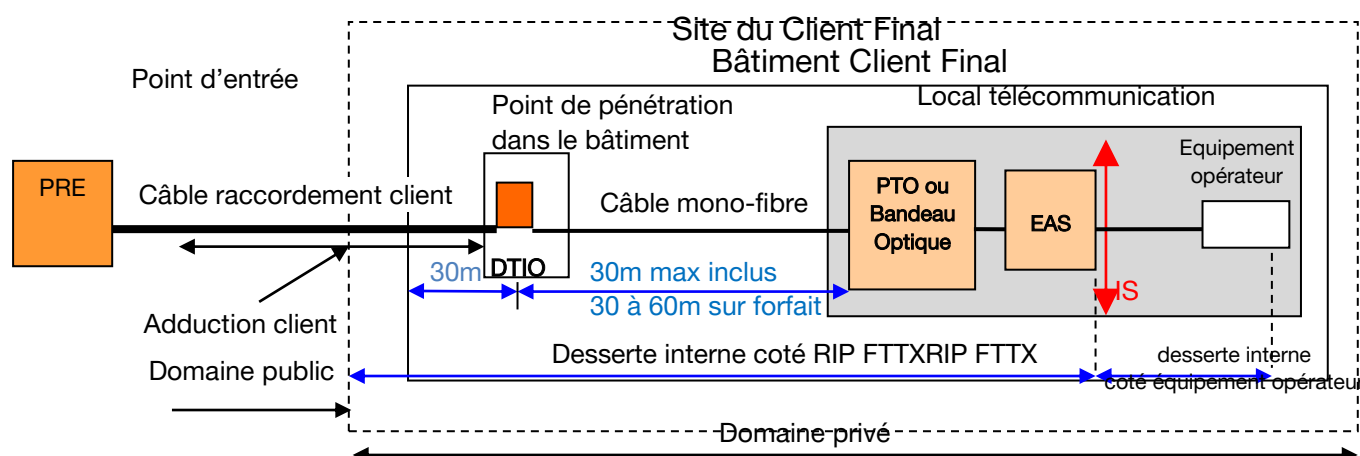 Site du Client Final
Bâtiment Client Final
Point d'entrée
Local télécommunication
Point de pénétration
dans le bâtiment
Equipement
opérateur
PRE
Câble raccordement client
Câble mono-fibre
PTO ou
Bandeau
Optique
EAS
30m
DTIO
30m max inclus
IS
30 à 60m sur forfait
Adduction client
Desserte interne coté RIP FTTXRIP FTTX
desserte interne
coté équipement opérateur
Domaine public
Domaine privé